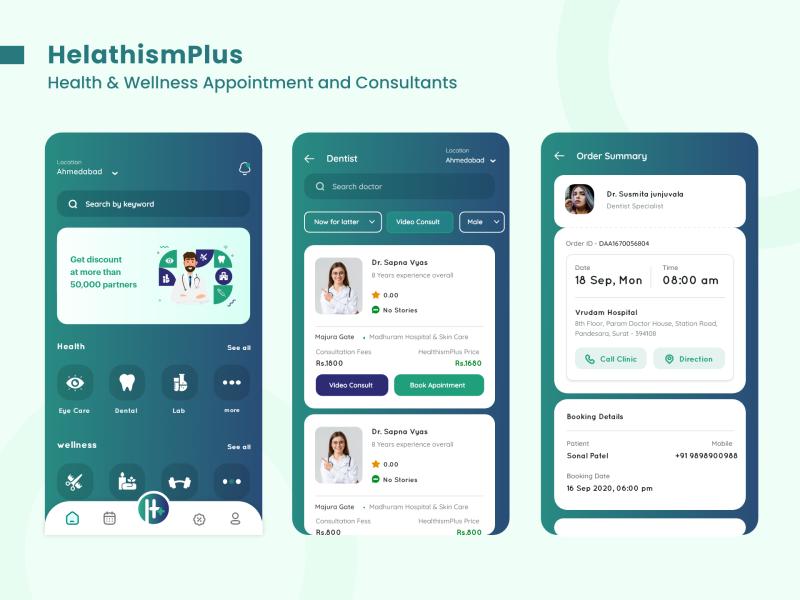 HelathismPlus
Health & Wellness Appointment and Consultants
Location
Ahmedabad
Search by keyword
Get discount
at more than
50,000 partners
Health
See all
Eye Care
Dental
Lab
more
wellness
See all
H+
Dentist
Location
Ahmedabad
Search doctor
Now for latter
Video Consult
Male
Dr. Sapna Vyas
8 Years experience overall
0.00
No Stories
Majura Gate • Madhuram Hospital & Skin Care
Consultation Fees
HealthismPlus Price
Rs.1800
Rs.1680
Video Consult
Book Apointment
Dr. Sapna Vyas
8 Years experience overall
0.00
No Stories
Majura Gate • Madhuram Hospital & Skin Care
Consultation Fess
HealthismPlus Price
Rs.800
Rs.800
Order Summary
Dr. Susmita junjuvala
Dentist Specialist
Order ID - DAA1670056804
Date
Time
18 Sep, Mon
08:00 am
Vrudam Hospital
8th Floor, Param Doctor House, Station Road,
Pandesara, Surat - 394108
Call Clinic
Direction
Booking Details
Patient
Mobile
Sonal Patel
+91 9898900988
Booking Date
16 Sep 2020, 06:00 pm